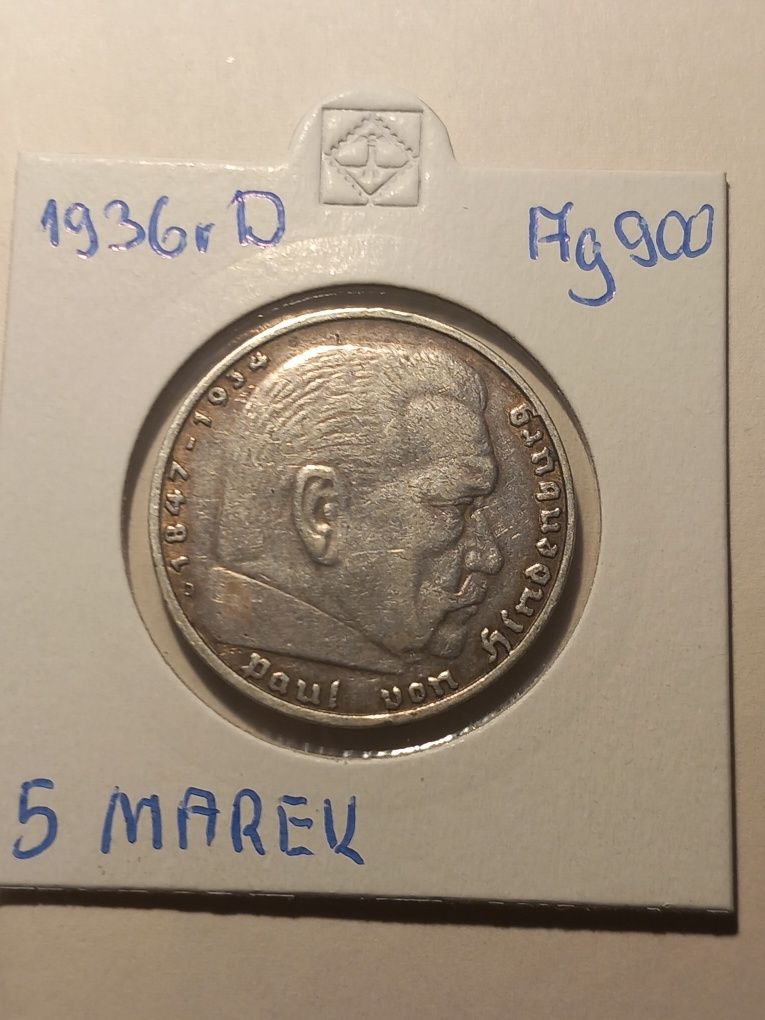 1936r D
Ag 900
1847-1934
Paul von Hindenburg
5 MAREK